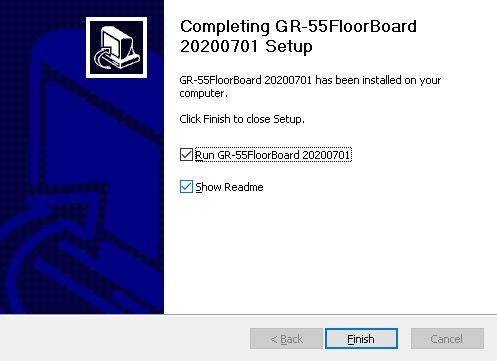 Completing GR-55FloorBoard
20200701 Setup
GR-55FloorBoard 20200701 has been installed on your
computer.
Click Finish to close Setup.
Run GR-55FloorBoard 20200701
Show Readme
< Back
Finish
Cancel